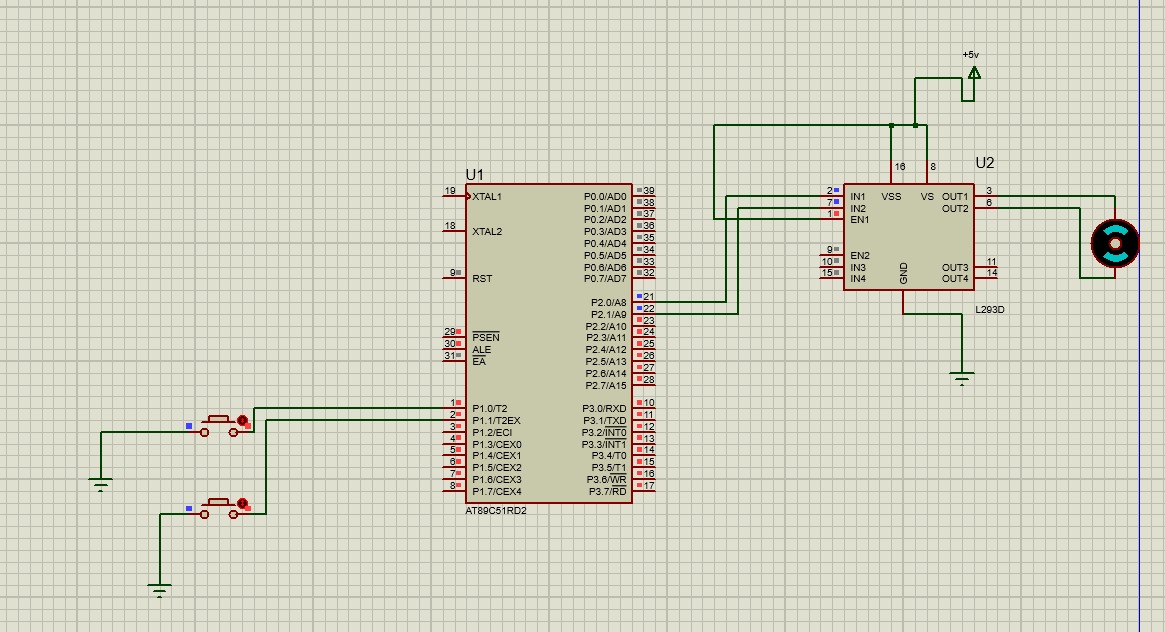 +5v
U1
19 XTAL1
18 XTAL2
9 RST
29 PSEN
30 ALE
31 EA
1 P1.0/T2
2 P1.1/T2EX
3 P1.2/ECI
4 P1.3/CEX0
5 P1.4/CEX1
6 P1.5/CEX2
7 P1.6/CEX3
8 P1.7/CEX4
P0.0/AD0 39
P0.1/AD1 38
P0.2/AD2 37
P0.3/AD3 36
P0.4/AD4 35
P0.5/AD5 34
P0.6/AD6 33
P0.7/AD7 32
P2.0/A8 21
P2.1/A9 22
P2.2/A10 23
P2.3/A11 24
P2.4/A12 25
P2.5/A13 26
P2.6/A14 27
P2.7/A15 28
P3.0/RXD 10
P3.1/TXD 11
P3.2/INT0 12
P3.3/INT1 13
P3.4/T0 14
P3.5/T1 15
P3.6/WR 16
P3.7/RD 17
AT89C51RD2
U2
16 8
2 IN1 VSS VS OUT1 3
7 IN2 OUT2 6
1 EN1
9 EN2
10 IN3 OUT3 11
15 IN4 OUT4 14
GND
L293D